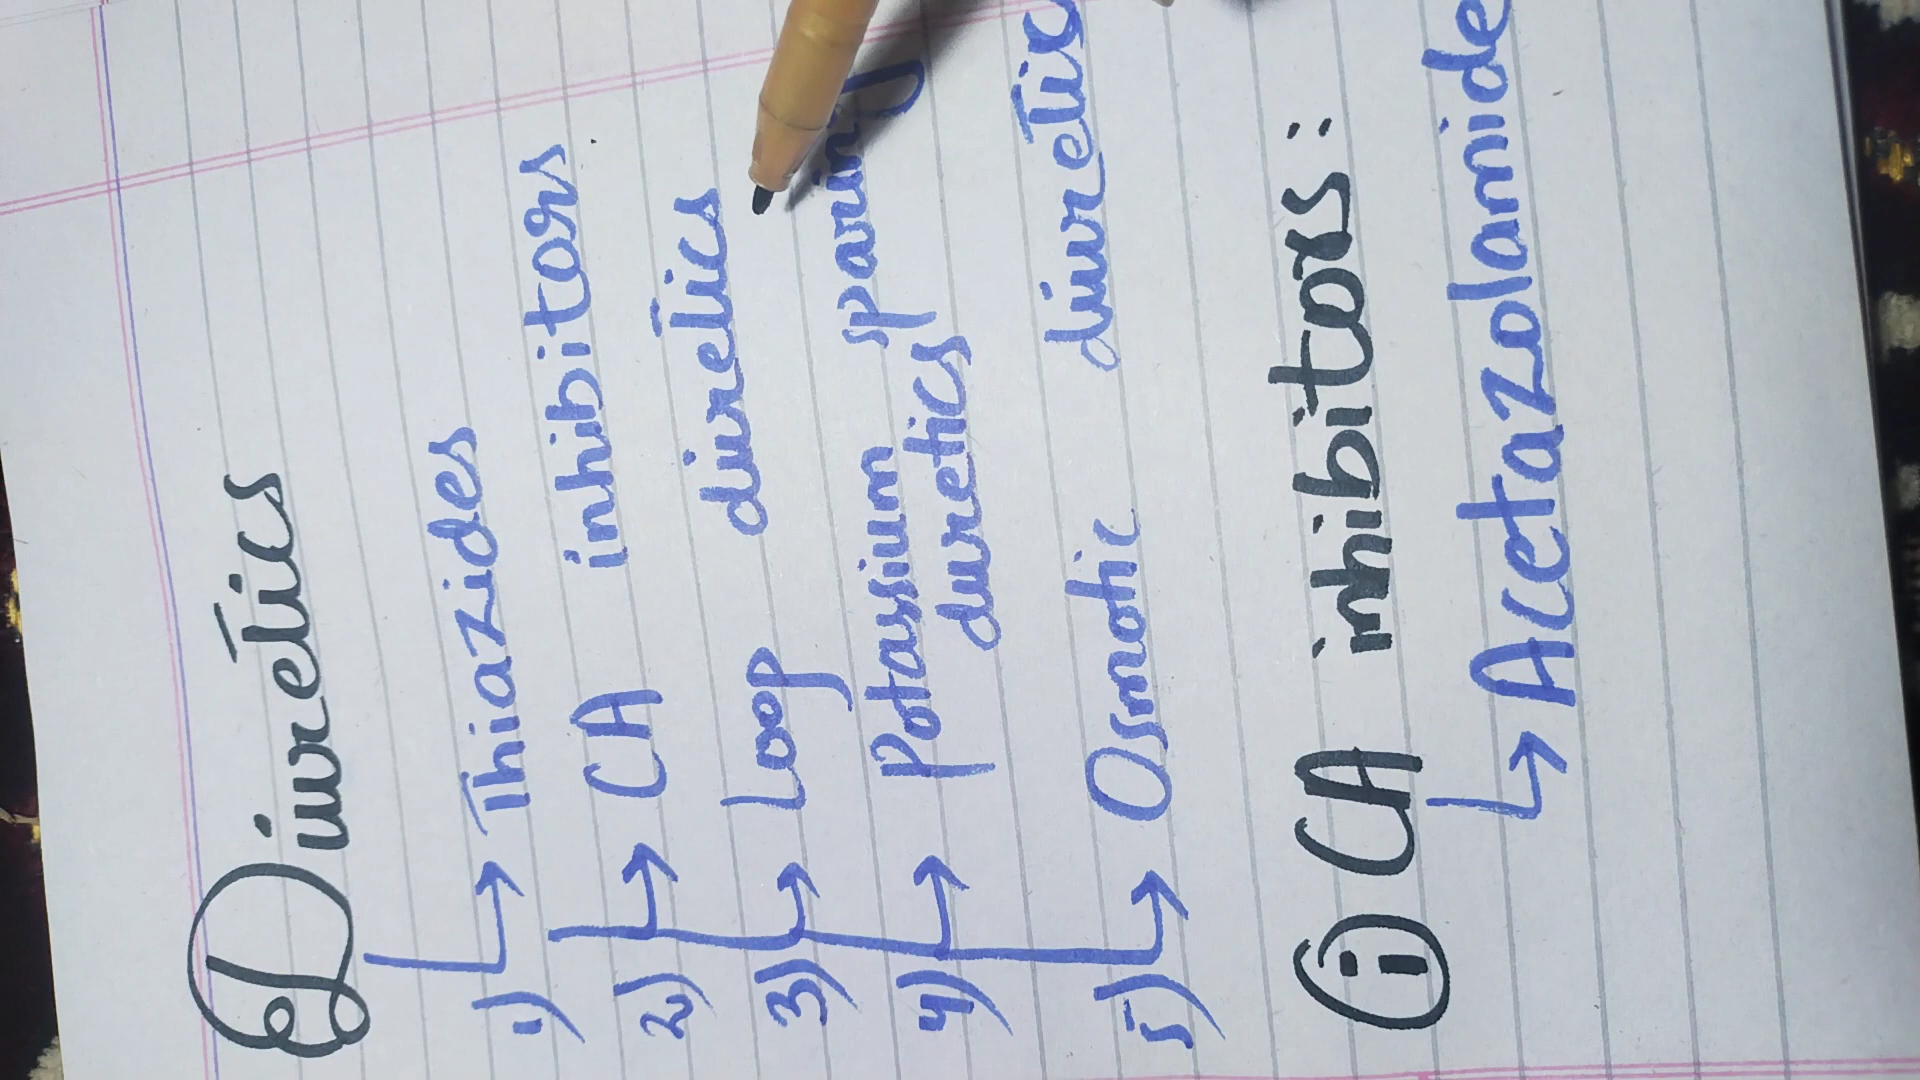 Diuretics
1) Thiazides
2) CA inhibitors
3) Loop diuretics
4) Potassium sparing
diuretics
5) Osmotic diuretic
i CA inhibitors:
Acetazolamide